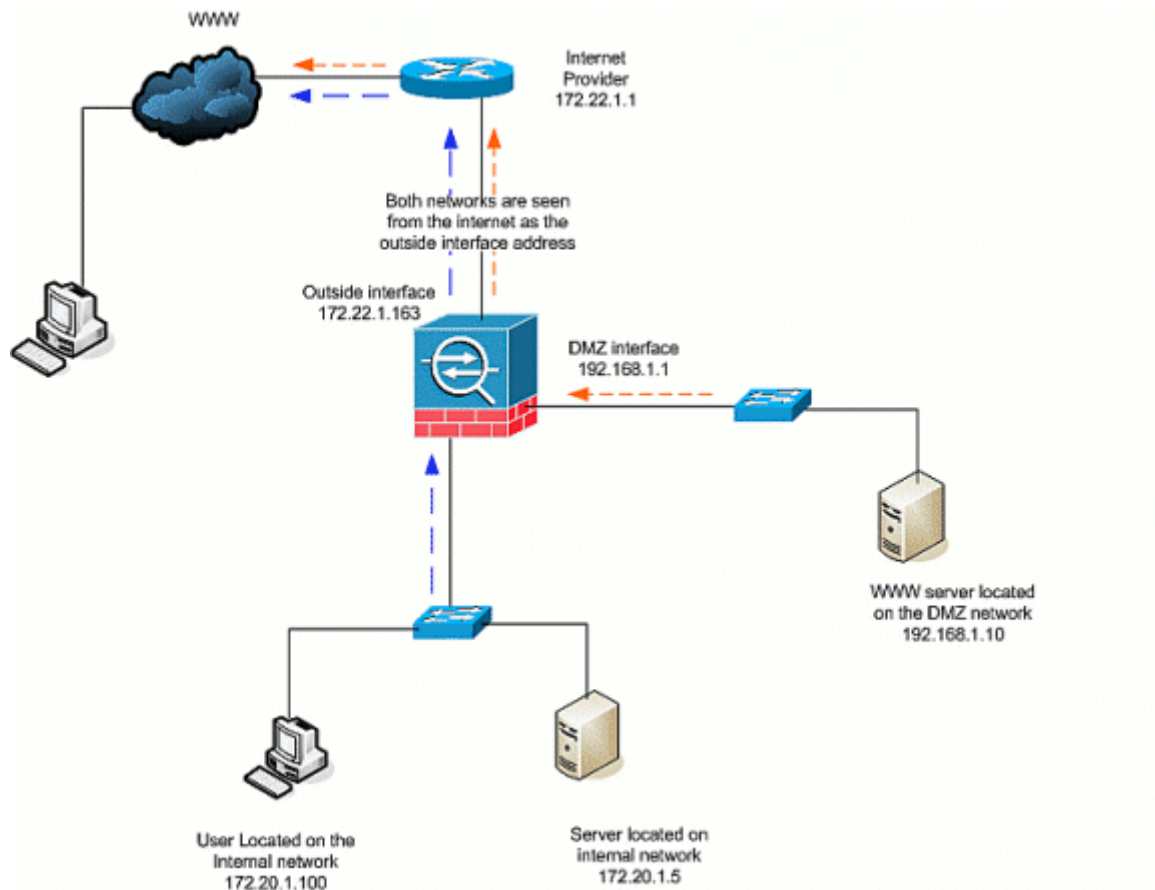 WWW
Internet
Provider
172.22.1.1
Both networks are seen
from the internet as the
outside interface address
Outside interface
172.22.1.163
DMZ interface
192.168.1.1
WWW server located
on the DMZ network
192.168.1.10
User Located on the
Internal network
172.20.1.100
Server located on
internal network
172.20.1.5